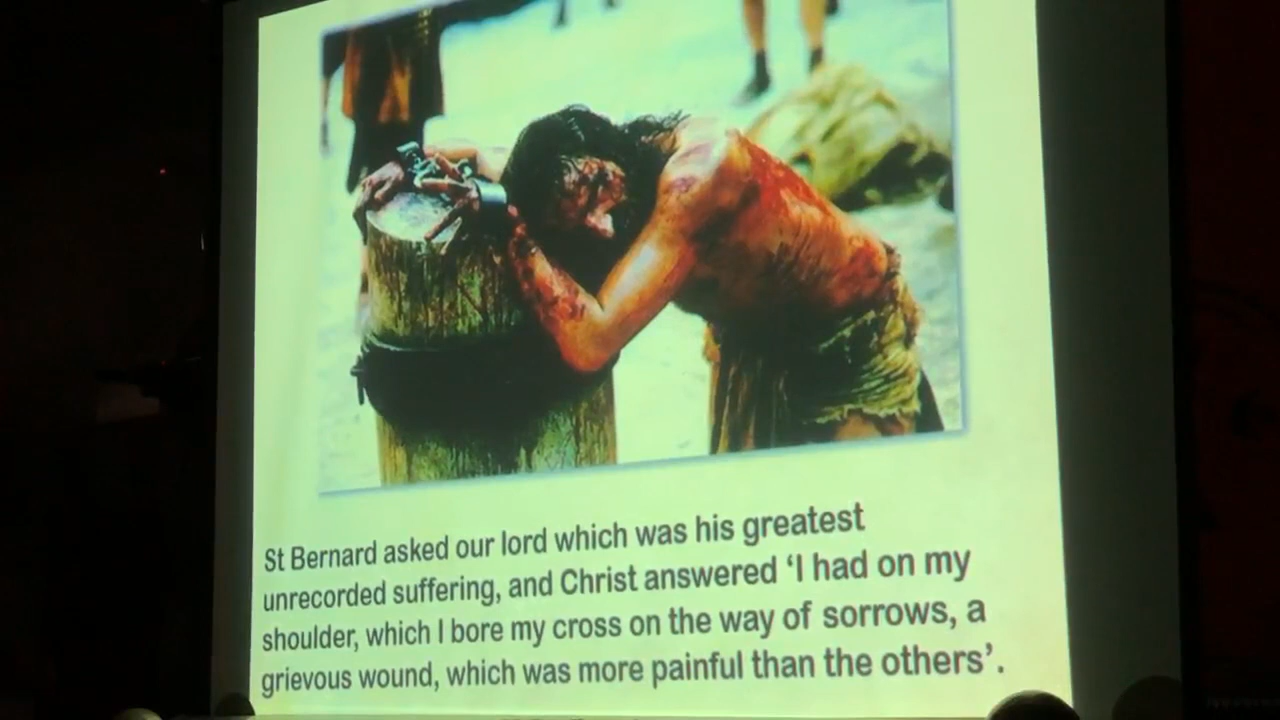 St Bernard asked our lord which was his greatest
unrecorded suffering, and Christ answered ‘I had on my
shoulder, which I bore my cross on the way of sorrows, a
grievous wound, which was more painful than the others’.